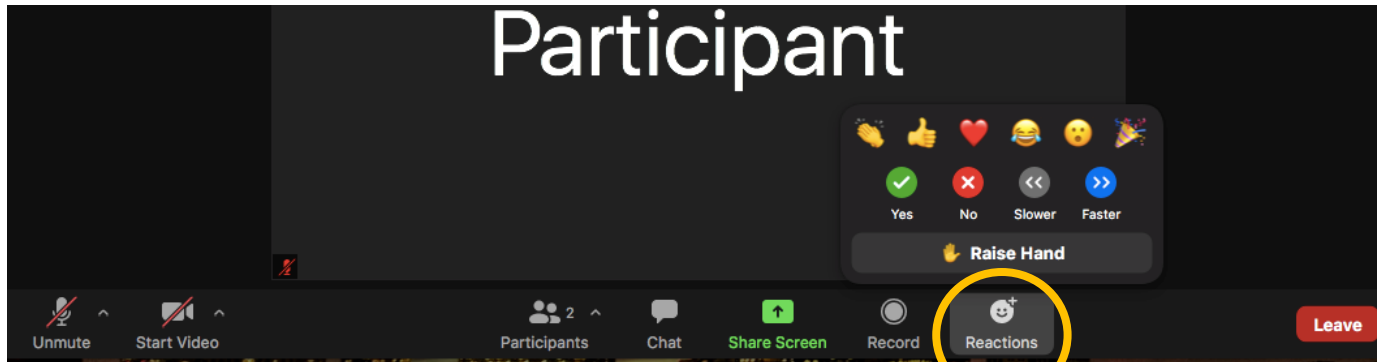 Participant
Yes No Slower Faster
Raise Hand
2
Unmute Start Video Participants Chat Share Screen Record Reactions Leave